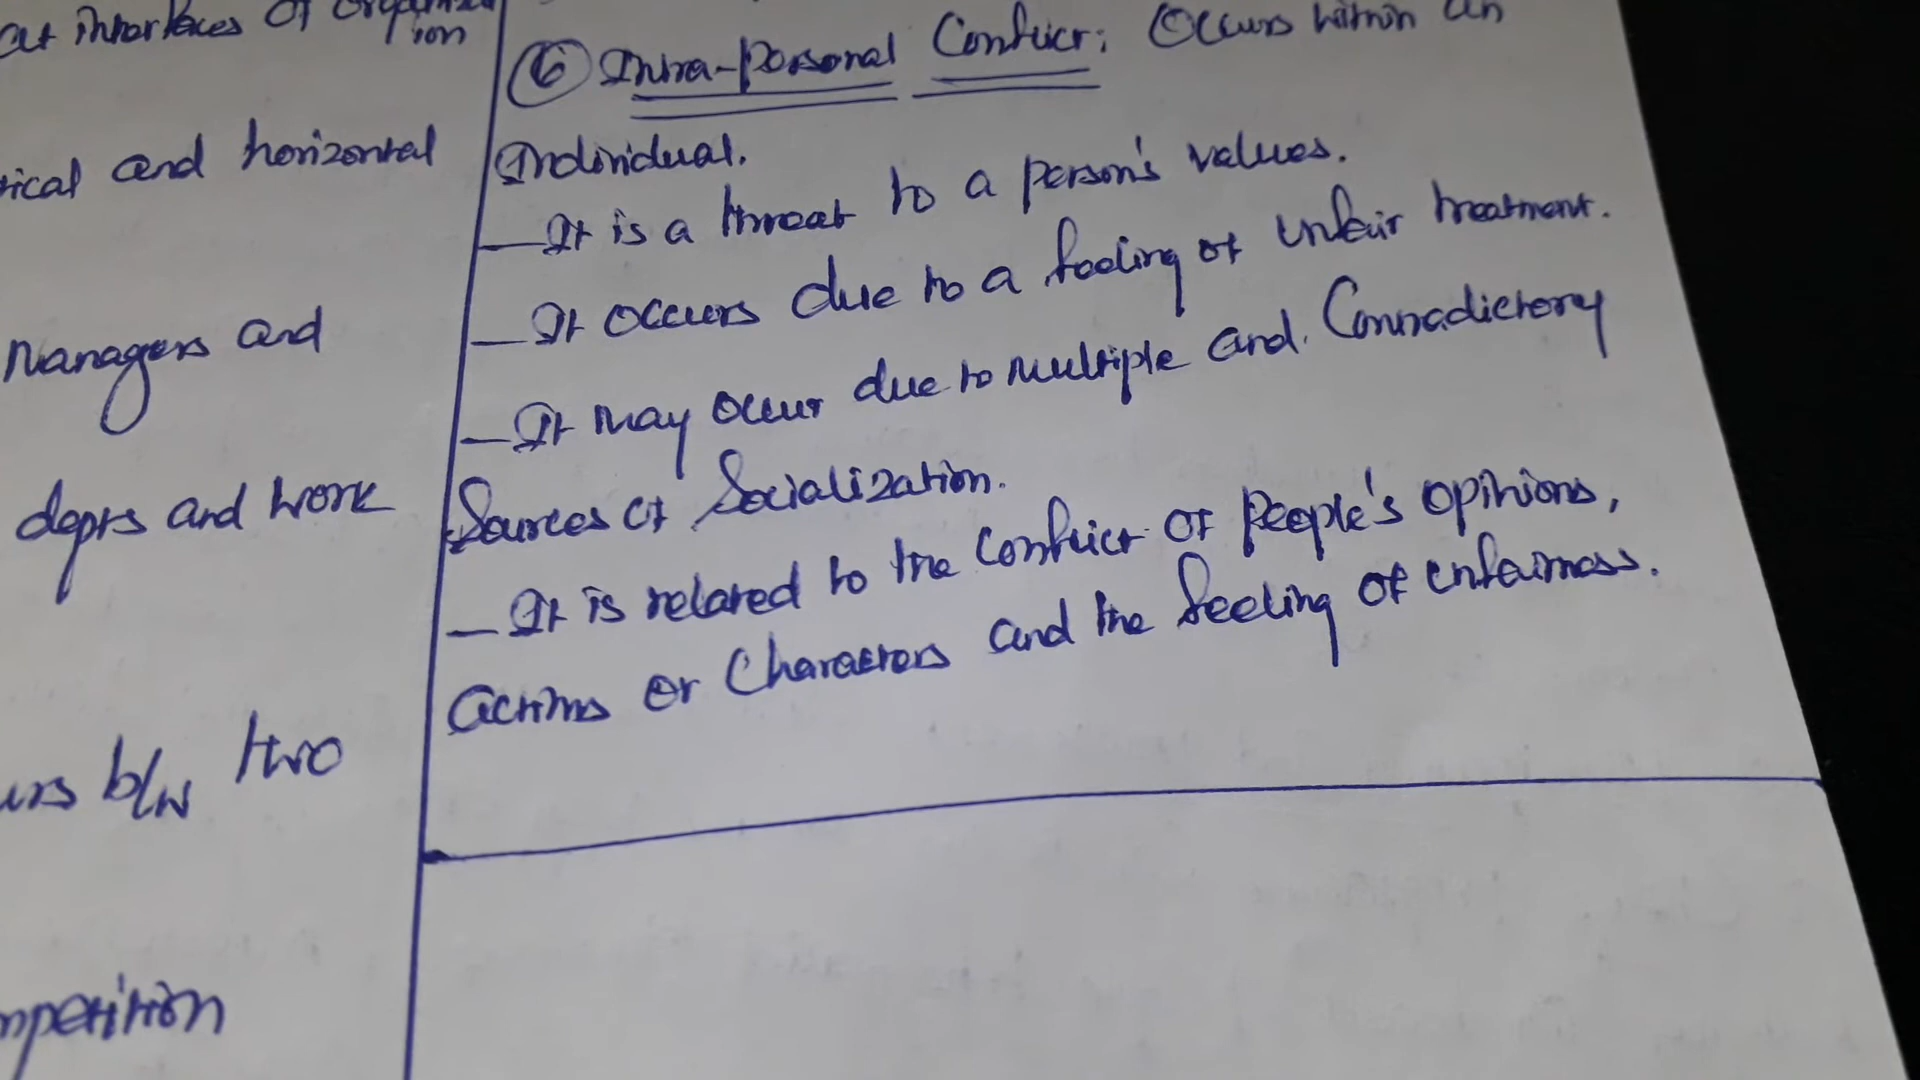 at interfaces of organizat
ion
rical and horizontal
Managers and
depts and work
urs b/w two
mpetition
⑥ Intra-personal Conflict: Occurs within an
Individual.
— It is a threat to a person's values.
— It occurs due to a feeling of unfair treatment.
— It may occur due to multiple and. Contradictory
Sources of Socialization.
— It is related to the conflict of people's opinions,
actions or characters and the feeling of unfairness.